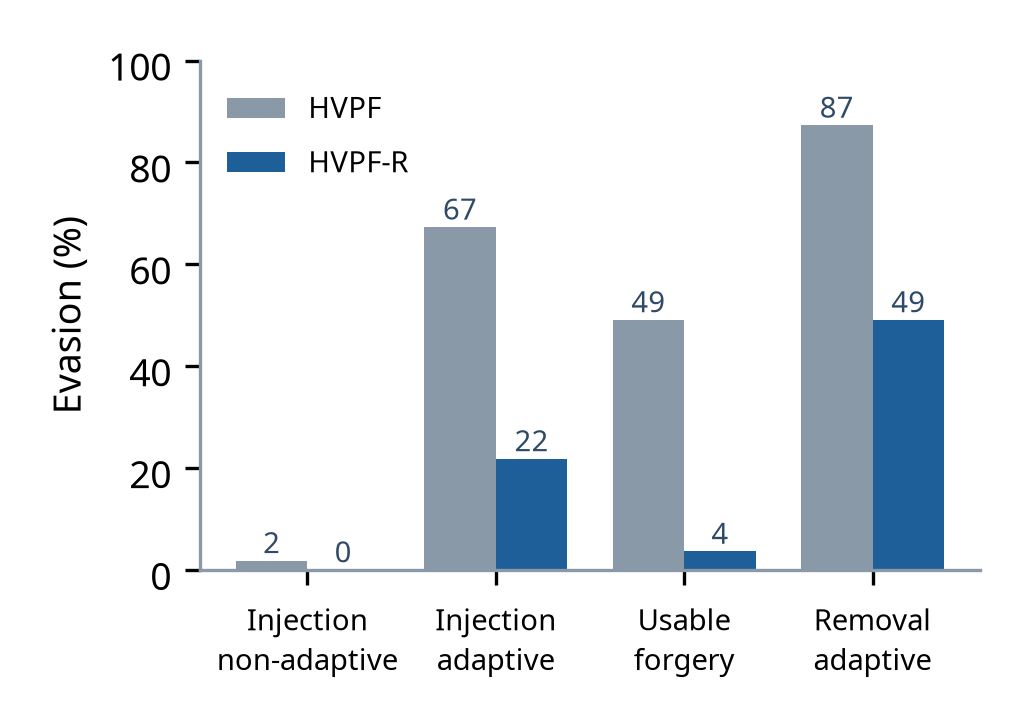 100
80
60
40
20
0
Evasion (%)
HVPF
HVPF-R
2
0
67
22
49
4
87
49
Injection
non-adaptive
Injection
adaptive
Usable
forgery
Removal
adaptive